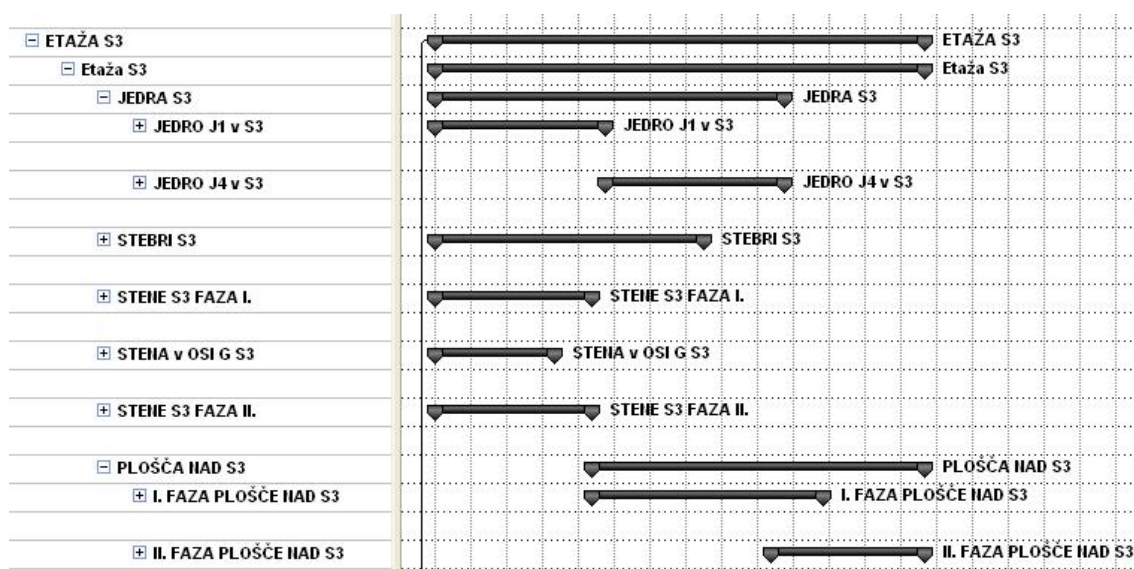 ETAŽA S3 ETAŽA S3
Etaža S3 Etaža S3
JEDRA S3 JEDRA S3
JEDRO J1 v S3 JEDRO J1 v S3
JEDRO J4 v S3 JEDRO J4 v S3
STEBRI S3 STEBRI S3
STENE S3 FAZA I. STENE S3 FAZA I.
STENA v OSI G S3 STENA v OSI G S3
STENE S3 FAZA II. STENE S3 FAZA II.
PLOŠČA NAD S3 PLOŠČA NAD S3
I. FAZA PLOŠČE NAD S3 I. FAZA PLOŠČE NAD S3
II. FAZA PLOŠČE NAD S3 II. FAZA PLOŠČE NAD S3